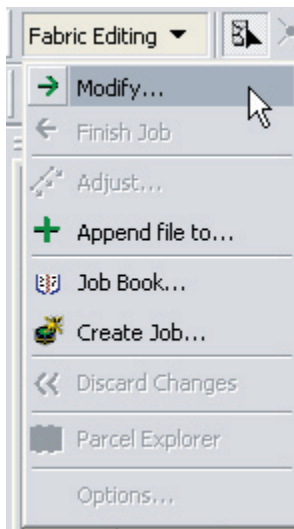 Fabric Editing
Modify...
Finish Job
Adjust...
Append file to...
Job Book...
Create Job...
Discard Changes
Parcel Explorer
Options...